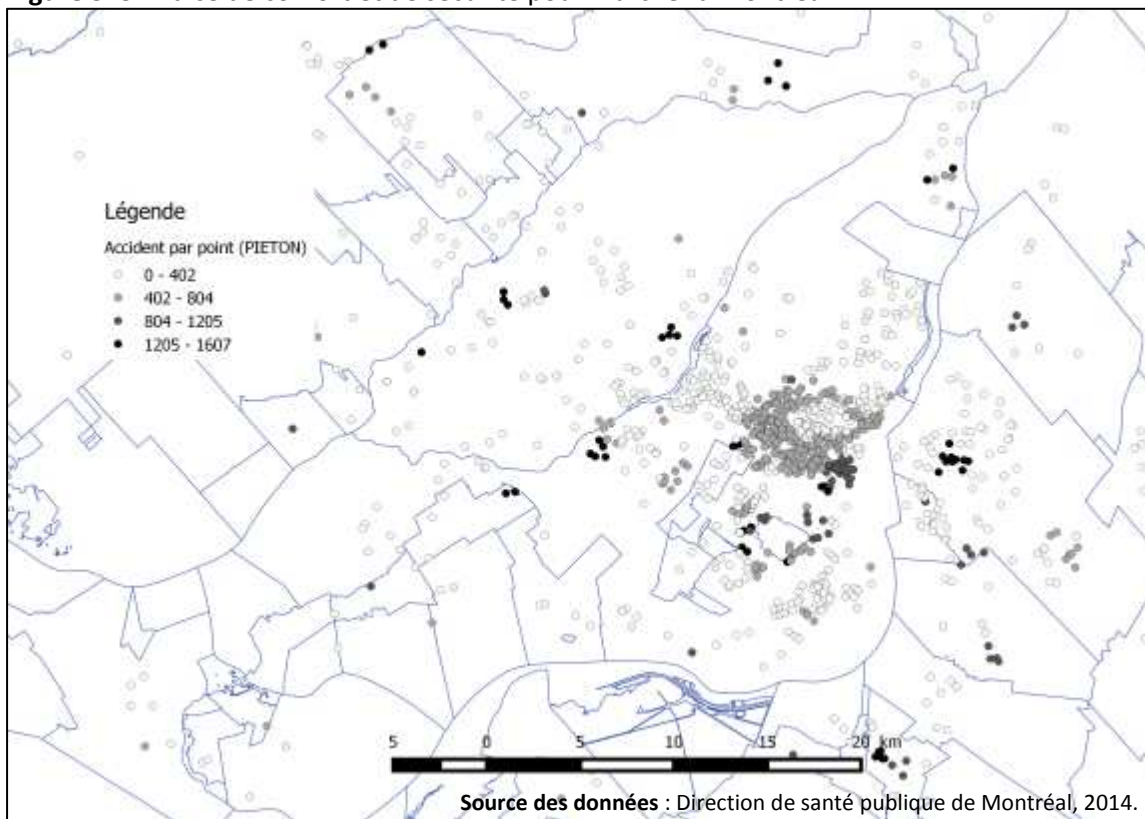 Légende
Accident par point (PIETON)
0 - 402
402 - 804
804 - 1205
1205 - 1607
5 0 5 10 15 20 km
Source des données : Direction de santé publique de Montréal, 2014.